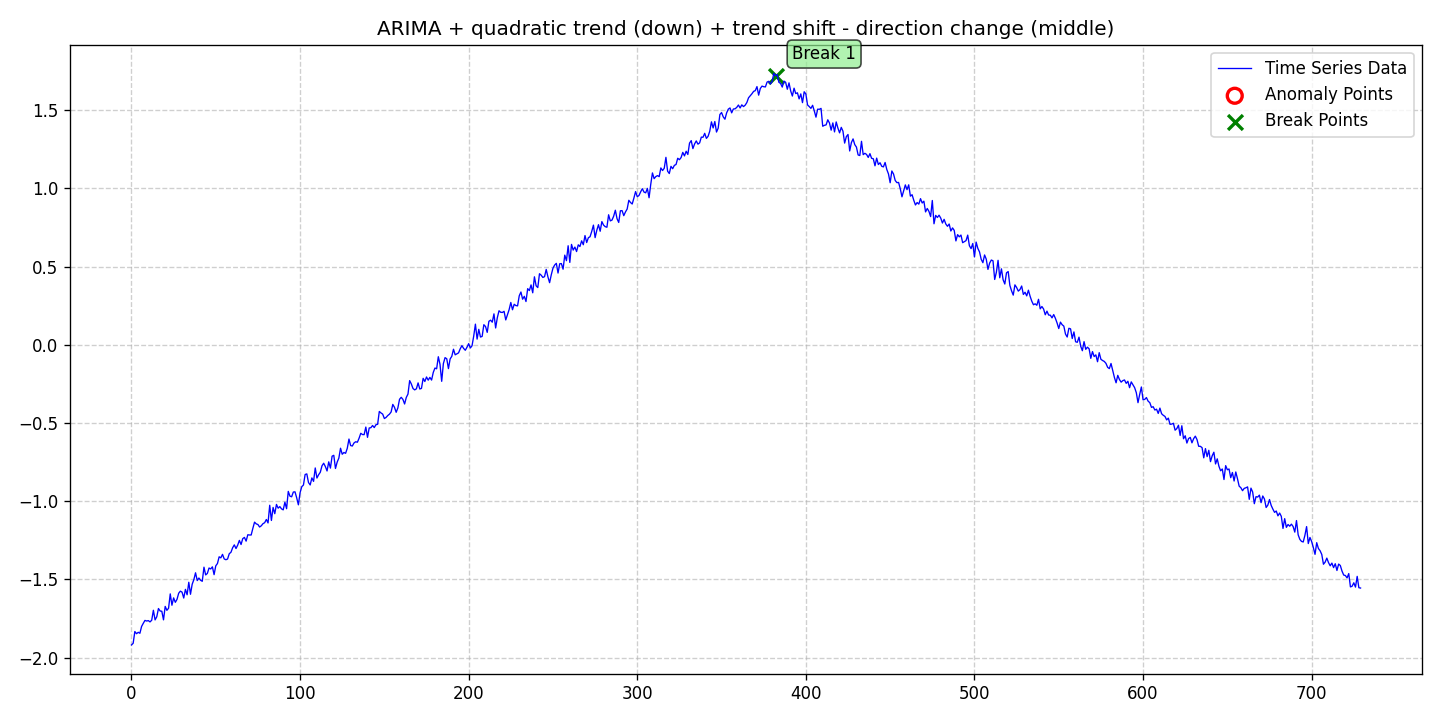 ARIMA + quadratic trend (down) + trend shift - direction change (middle)
Break 1
Time Series Data
Anomaly Points
Break Points
1.5
1.0
0.5
0.0
−0.5
−1.0
−1.5
−2.0
0 100 200 300 400 500 600 700